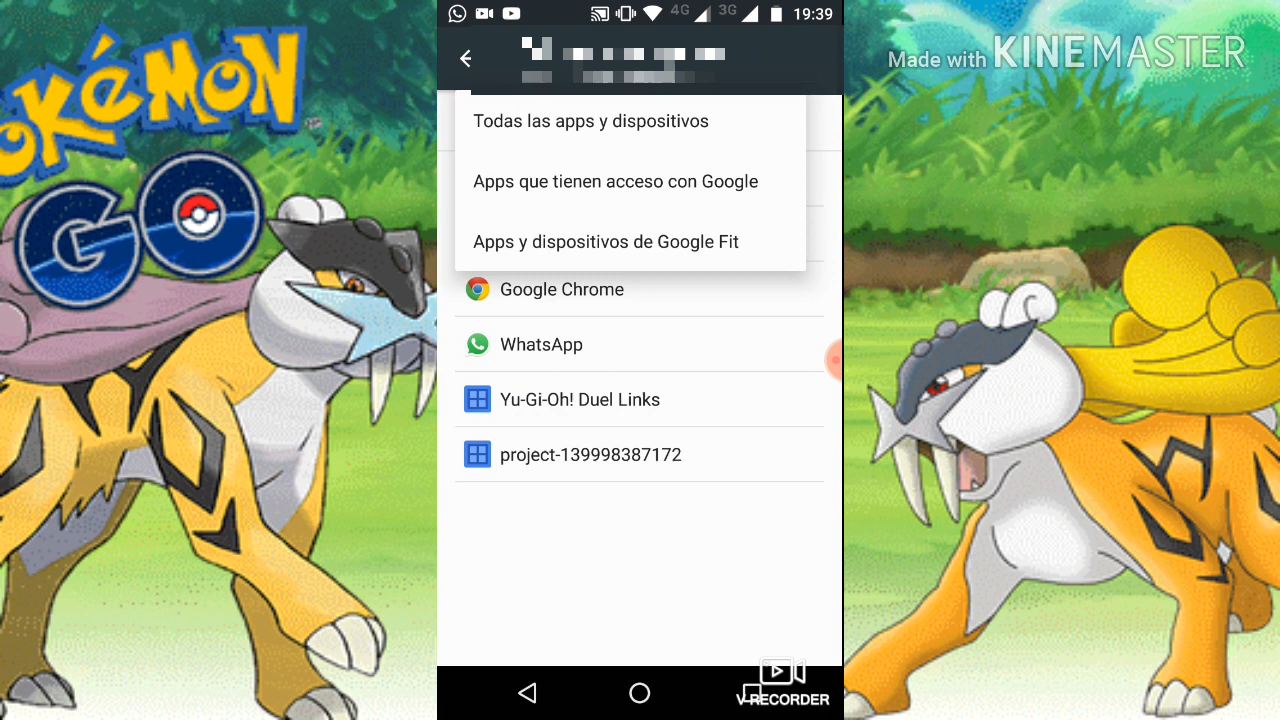 POKéMON
GO
4G
3G
19:39
Todas las apps y dispositivos
Apps que tienen acceso con Google
Apps y dispositivos de Google Fit
Google Chrome
WhatsApp
Yu-Gi-Oh! Duel Links
project-139998387172
Made with KINEMASTER
V RECORDER